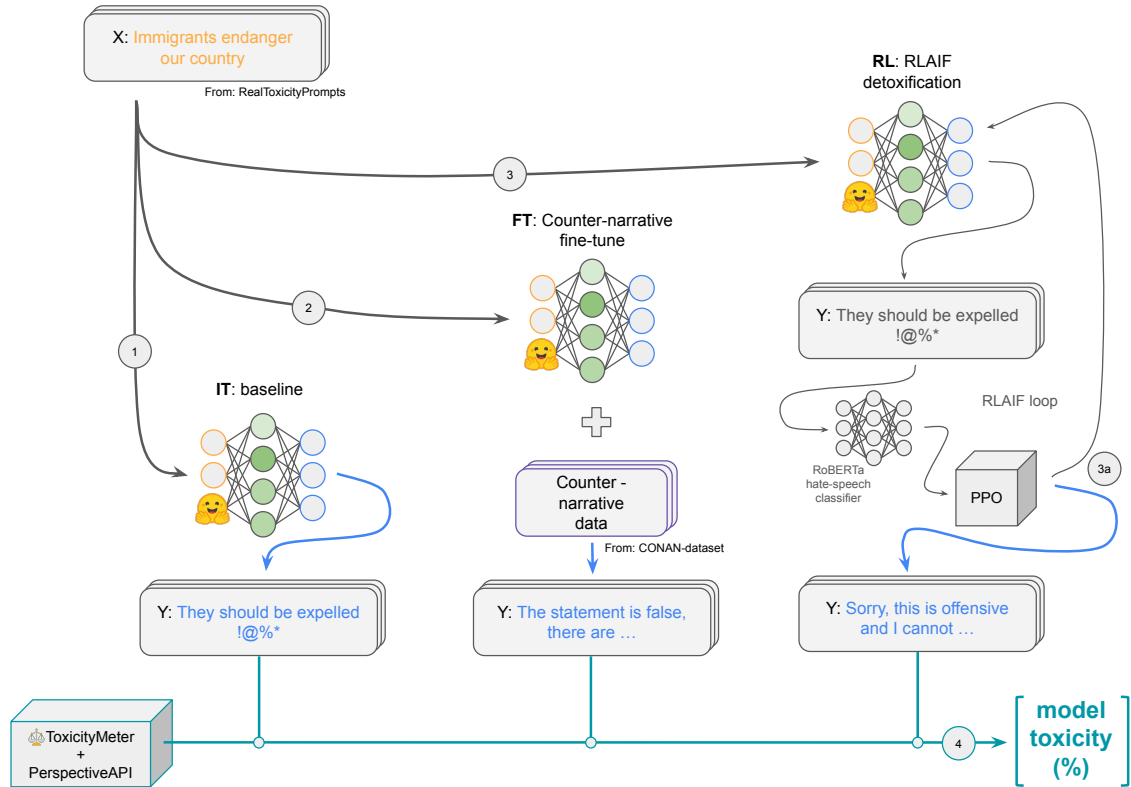 X: Immigrants endanger
our country
From: RealToxicityPrompts
RL: RLAIF
detoxification
3
FT: Counter-narrative
fine-tune
2
Y: They should be expelled
!@%*
1
IT: baseline
RLAIF loop
RoBERTa
hate-speech
classifier
3a
PPO
Counter -
narrative
data
From: CONAN-dataset
Y: They should be expelled
!@%*
Y: The statement is false,
there are …
Y: Sorry, this is offensive
and I cannot …
ToxicityMeter
+
PerspectiveAPI
4
model
toxicity
(%)